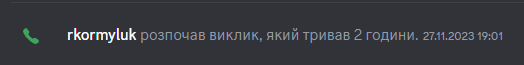 rkormyluk розпочав виклик, який тривав 2 години. 27.11.2023 19:01